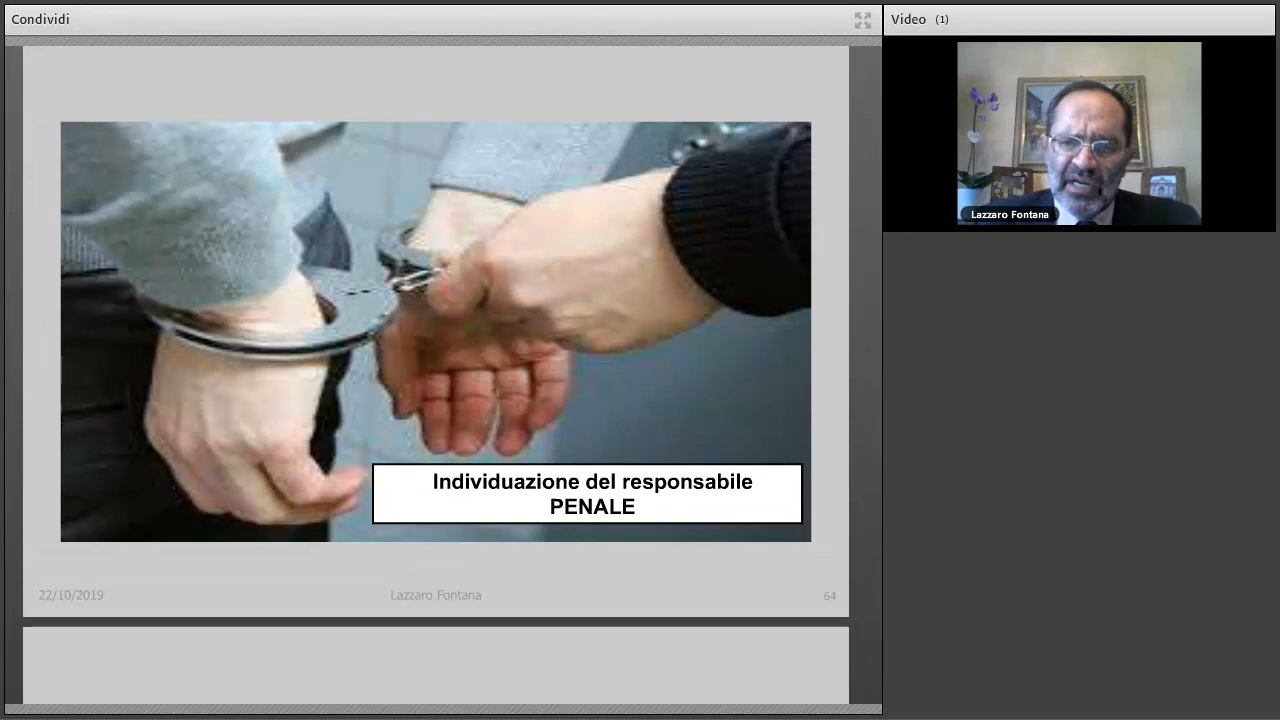 Condividi
Video (1)
Lazzaro Fontana
Individuazione del responsabile
PENALE
22/10/2019 Lazzaro Fontana 64